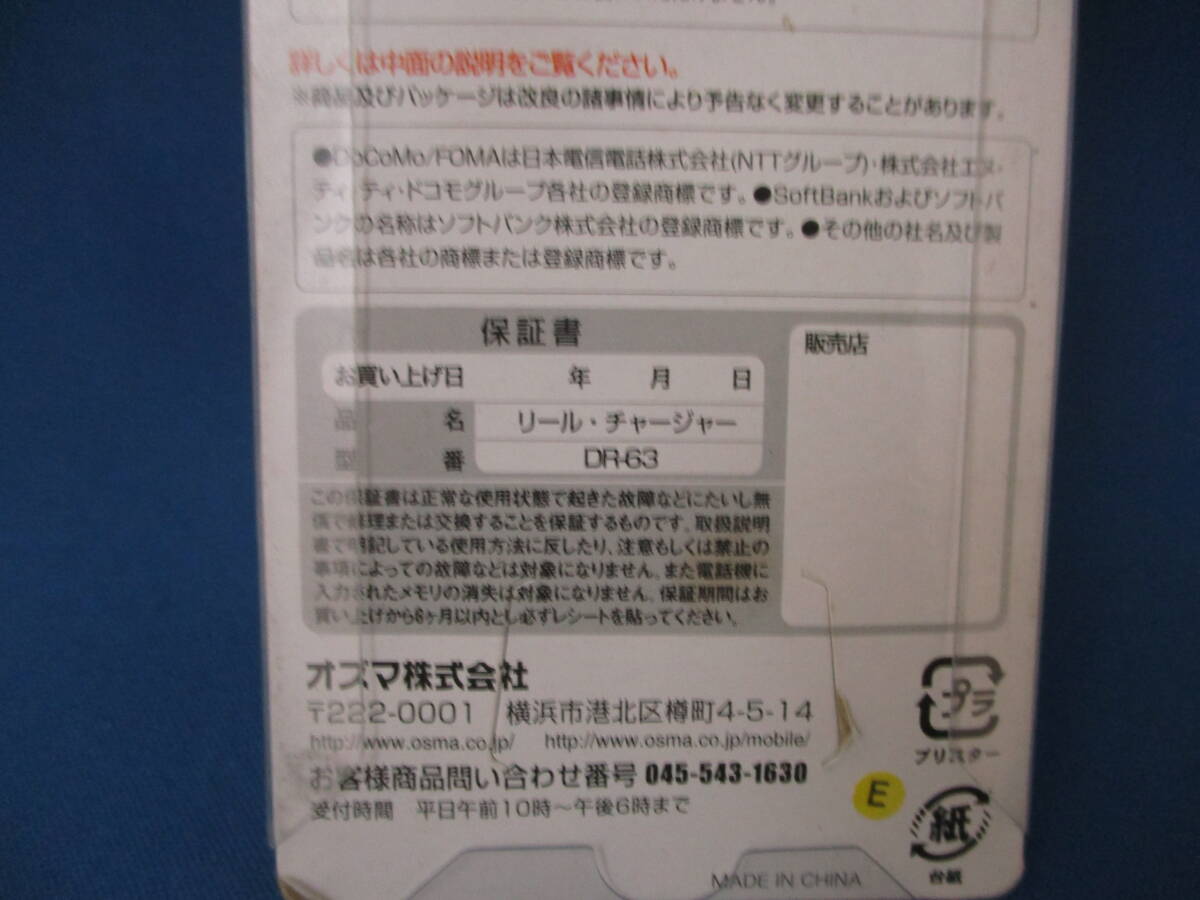 詳しくは中面の説明をご覧ください。
※商品及びパッケージは改良の諸事情により予告なく変更することがあります。
●DoCoMo/FOMAは日本電信電話株式会社(NTTグループ)・株式会社エヌ・
ティ・ティ・ドコモグループ各社の登録商標です。●SoftBankおよびソフトバ
ンクの名称はソフトバンク株式会社の登録商標です。●その他の社名及び製
品名は各社の商標または登録商標です。
保証書
お買い上げ日 年 月 日
品名 リール・チャージャー
型番 DR-63
販売店
この保証書は正常な使用状態で起きた故障などにたいし無
償で修理または交換することを保証するものです。取扱説明
書で明記している使用方法に反したり、注意もしくは禁止の
事項によっての故障などは対象になりません。また電話機に
入力されたメモリの消失は対象になりません。保証期間はお
買い上げから6ヶ月以内とし必ずレシートを貼ってください。
オズマ株式会社
〒222-0001 横浜市港北区樽町4-5-14
http://www.osma.co.jp/ http://www.osma.co.jp/mobile/
お客様商品問い合わせ番号 045-543-1630
受付時間 平日午前10時～午後6時まで
プラ
ブリスター
E
紙
台紙
MADE IN CHINA